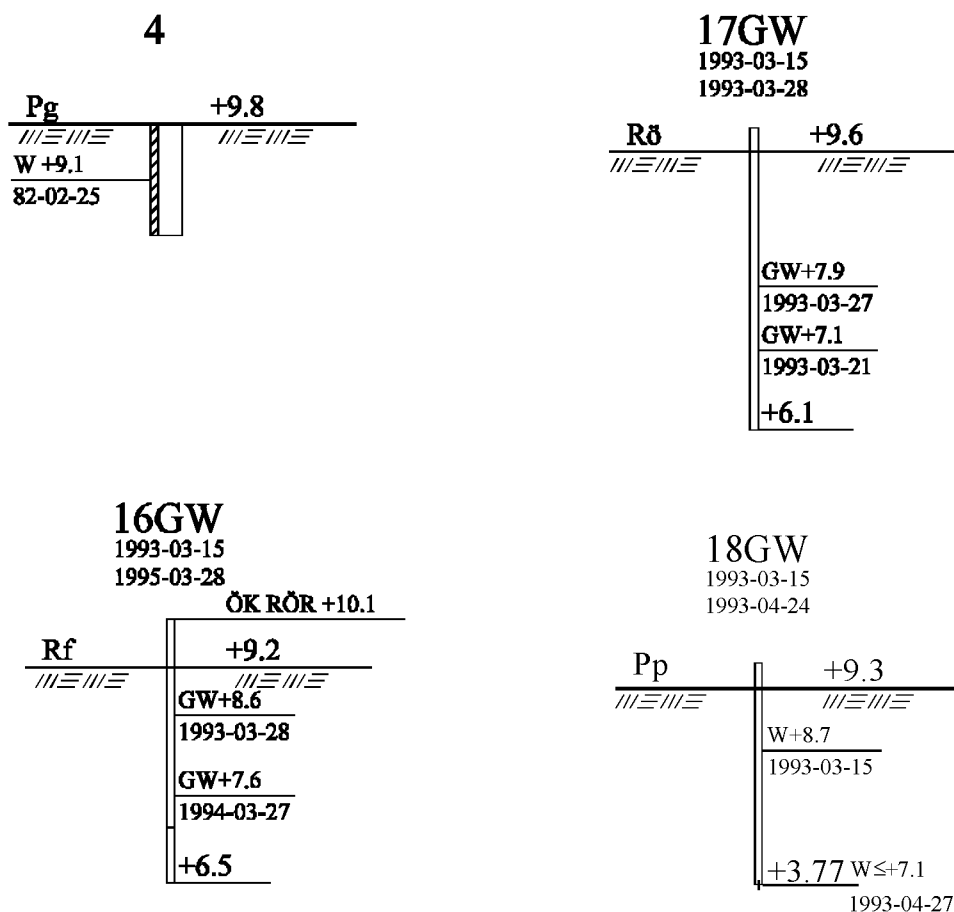 4
Pg +9.8
W +9.1
82-02-25
17GW
1993-03-15
1993-03-28
Rö +9.6
GW+7.9
1993-03-27
GW+7.1
1993-03-21
+6.1
16GW
1993-03-15
1995-03-28
ÖK RÖR +10.1
Rf +9.2
GW+8.6
1993-03-28
GW+7.6
1994-03-27
+6.5
18GW
1993-03-15
1993-04-24
Pp +9.3
W+8.7
1993-03-15
+3.77 W≤+7.1
1993-04-27